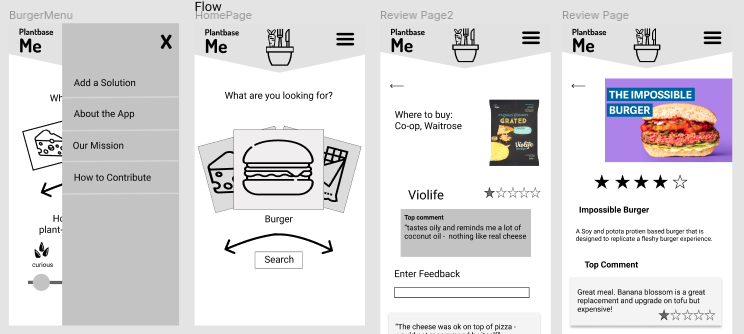 Flow
BurgerMenu
Plantbase
Me
X
Wh
Add a Solution
About the App
Our Mission
How to Contribute
Ho
plant-
curious
HomePage
Plantbase
Me
What are you looking for?
Burger
Search
Review Page2
Plantbase
Me
Where to buy:
Co-op, Waitrose
GRATED
Violife
Violife
Top comment
"tastes oily and reminds me a lot of
coconut oil - nothing like real cheese
Enter Feedback
"The cheese was ok on top of pizza -
Review Page
Plantbase
Me
THE IMPOSSIBLE
BURGER
Impossible Burger
A Soy and potota protien based burger that is
designed to replicate a fleshy burger experience.
Top Comment
Great meal. Banana blossom is a great
replacement and upgrade on tofu but
expensive!